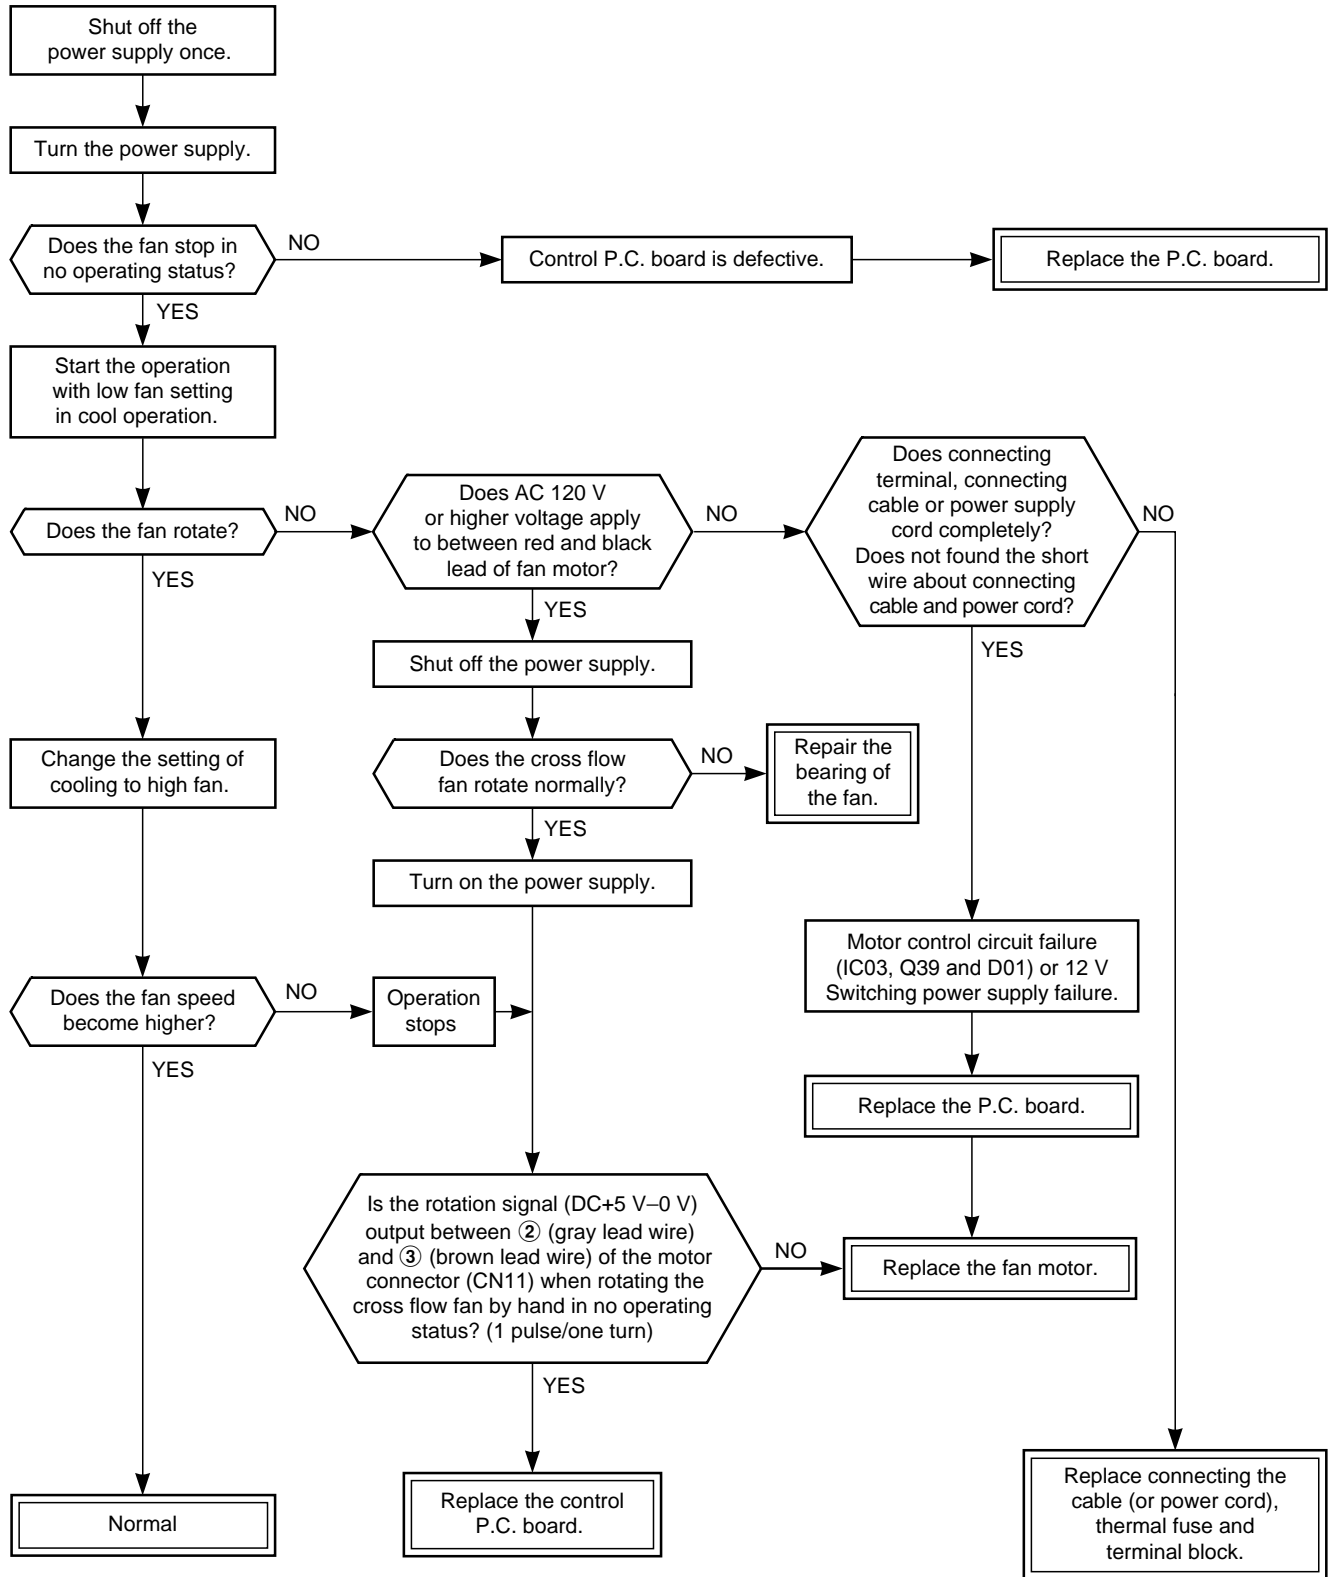 Shut off the
power supply once.
Turn the power supply.
Does the fan stop in
no operating status?
NO
Control P.C. board is defective.
Replace the P.C. board.
YES
Start the operation
with low fan setting
in cool operation.
Does the fan rotate?
NO
Does AC 120 V
or higher voltage apply
to between red and black
lead of fan motor?
NO
Does connecting
terminal, connecting
cable or power supply
cord completely?
Does not found the short
wire about connecting
cable and power cord?
NO
YES
YES
YES
Shut off the power supply.
Change the setting of
cooling to high fan.
Does the cross flow
fan rotate normally?
NO
Repair the
bearing of
the fan.
YES
Turn on the power supply.
Motor control circuit failure
(IC03, Q39 and D01) or 12 V
Switching power supply failure.
Does the fan speed
become higher?
NO
Operation
stops
YES
Replace the P.C. board.
Is the rotation signal (DC+5 V–0 V)
output between ② (gray lead wire)
and ③ (brown lead wire) of the motor
connector (CN11) when rotating the
cross flow fan by hand in no operating
status? (1 pulse/one turn)
NO
Replace the fan motor.
YES
Normal
Replace the control
P.C. board.
Replace connecting the
cable (or power cord),
thermal fuse and
terminal block.